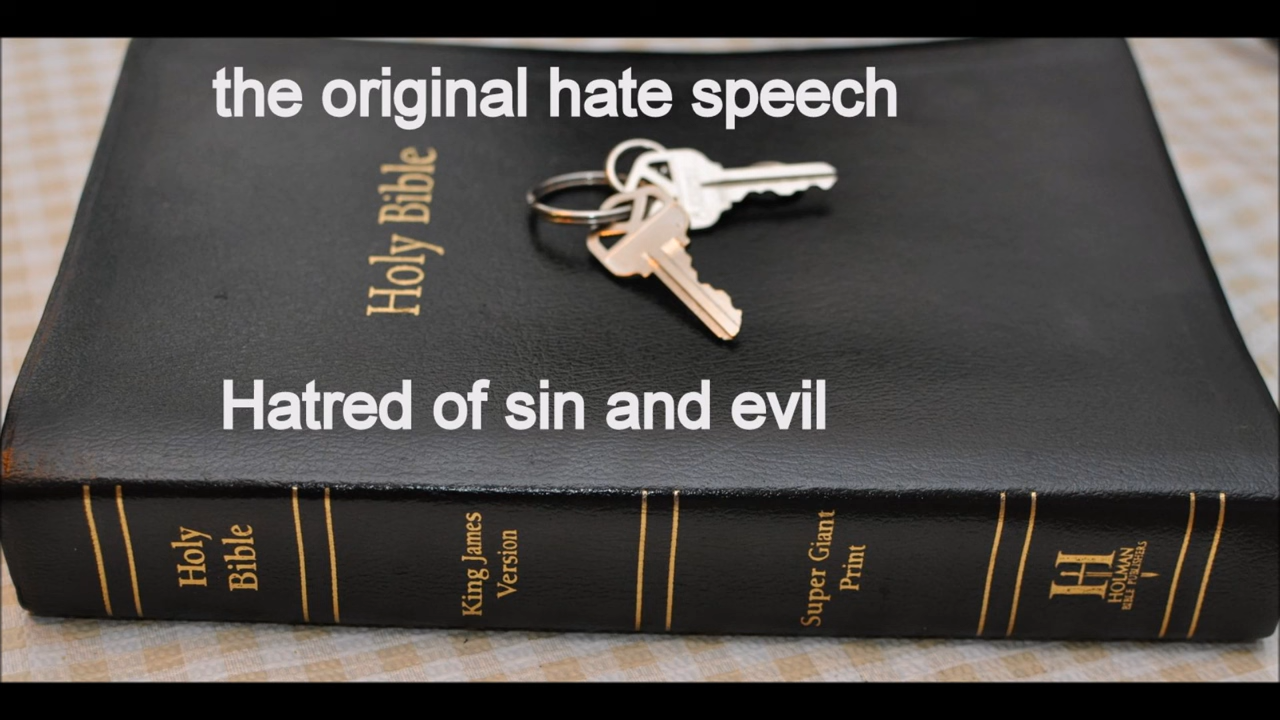 the original hate speech
Holy Bible
Hatred of sin and evil
Holy
Bible
King James
Version
Super Giant
Print
HOLMAN
BIBLE PUBLISHERS